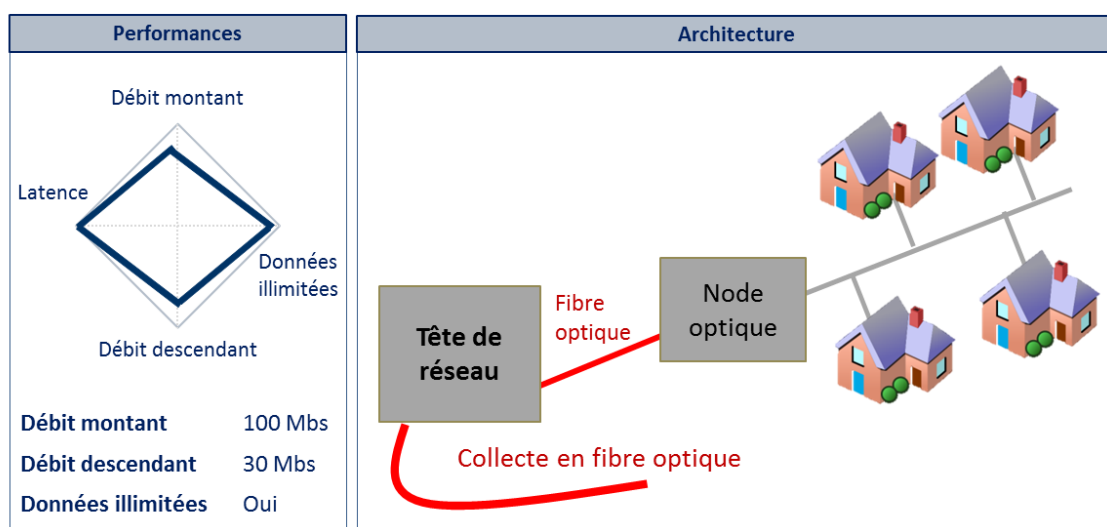 Performances
Débit montant
Latence
Données
illimitées
Débit descendant
Débit montant 100 Mbs
Débit descendant 30 Mbs
Données illimitées Oui
Architecture
Node
optique
Fibre
optique
Tête de
réseau
Collecte en fibre optique